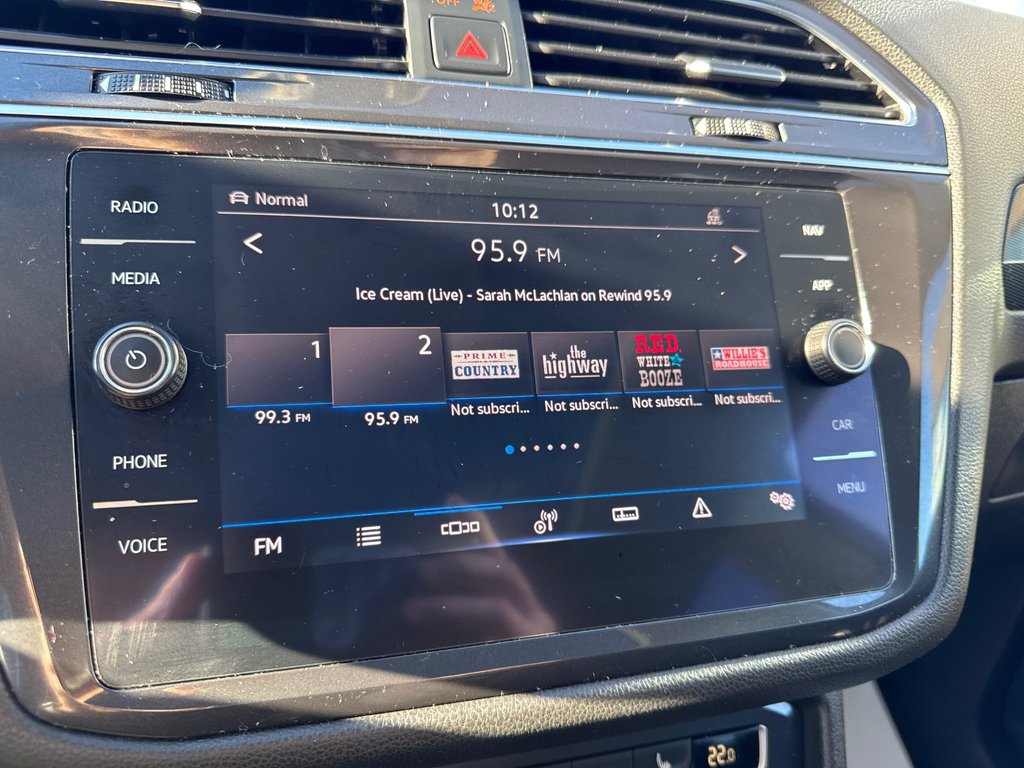 OFF
RADIO
MEDIA
PHONE
VOICE
Normal
10:12
95.9 FM
Ice Cream (Live) - Sarah McLachlan on Rewind 95.9
1
99.3 FM
2
95.9 FM
PRIME
COUNTRY
Not subscri...
the
highway
Not subscri...
RED
WHITE
BOOZE
Not subscri...
WILLIE'S
ROADHOUSE
Not subscri...
FM
NAV
APP
CAR
MENU
22.0